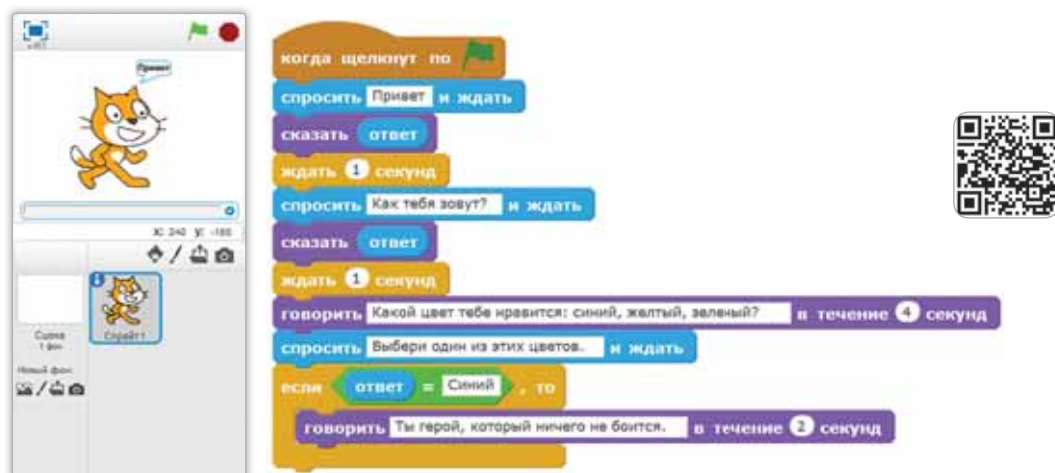 Привет
x: 240 y: -180
Сцена
1 фон
Спрайт1
Новый фон:
когда щелкнут по
спросить Привет и ждать
сказать ответ
ждать 1 секунд
спросить Как тебя зовут? и ждать
сказать ответ
ждать 1 секунд
говорить Какой цвет тебе нравится: синий, желтый, зеленый? в течение 4 секунд
спросить Выбери один из этих цветов. и ждать
если ответ = Синий , то
говорить Ты герой, который ничего не боится. в течение 2 секунд